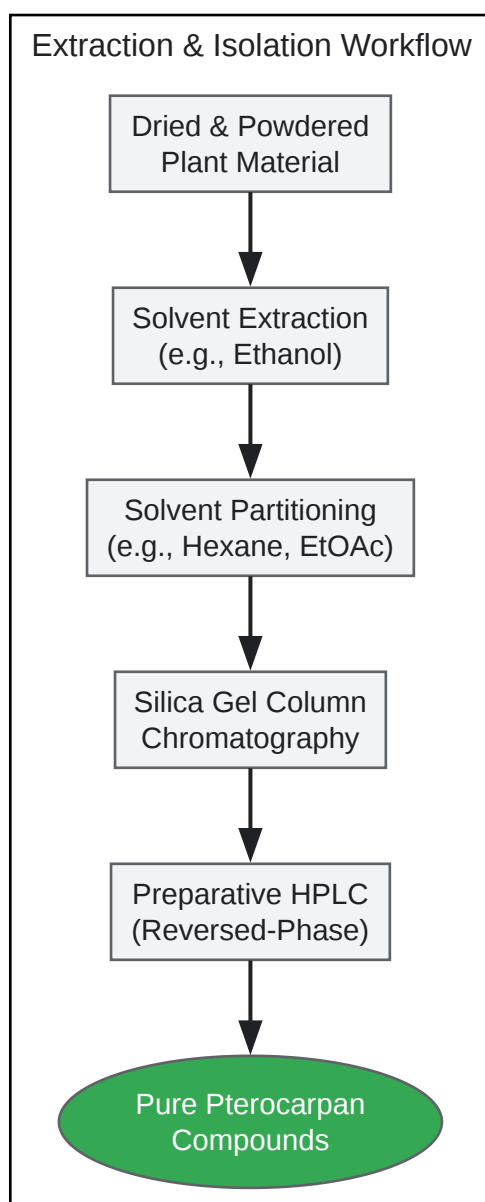 Extraction & Isolation Workflow
Dried & Powdered
Plant Material
Solvent Extraction
(e.g., Ethanol)
Solvent Partitioning
(e.g., Hexane, EtOAc)
Silica Gel Column
Chromatography
Preparative HPLC
(Reversed-Phase)
Pure Pterocarpan
Compounds